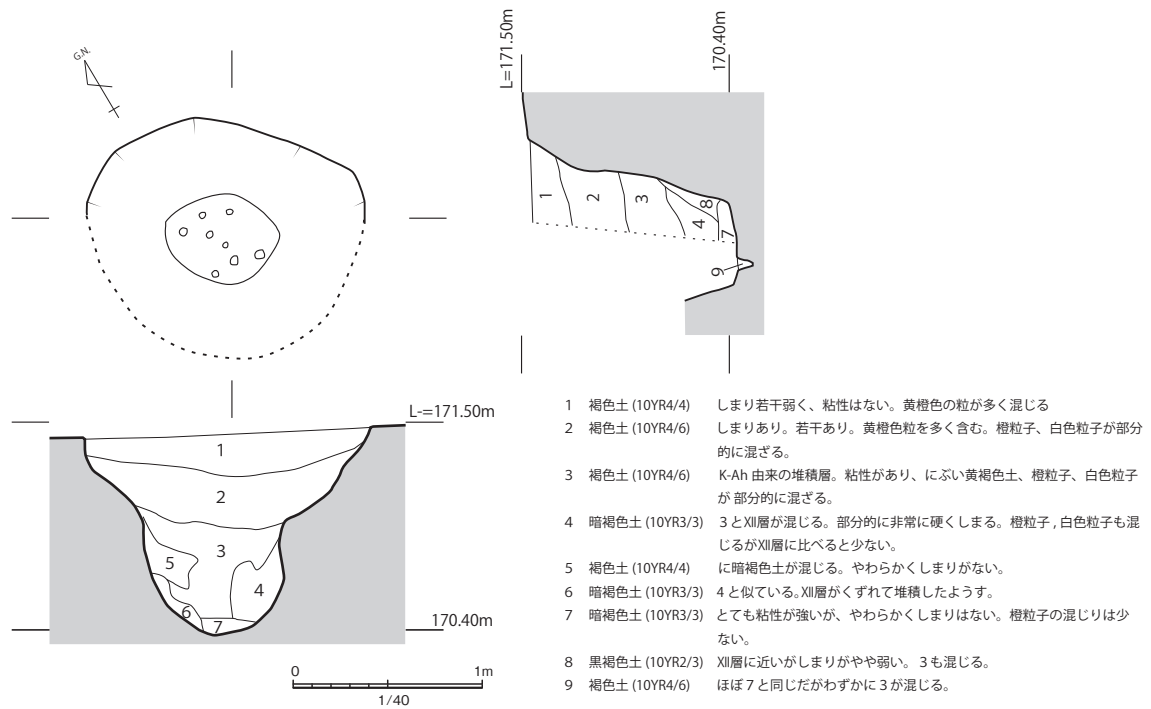 G.N.
L=171.50m
170.40m
1
2
3
4
8
7
9
L-=171.50m
1
2
3
5
4
6
7
170.40m
0 1m
1/40
1 褐色土 (10YR4/4) しまり若干弱く、粘性はない。黄橙色の粒が多く混じる
2 褐色土 (10YR4/6) しまりあり。若干あり。黄橙色粒を多く含む。橙粒子、白色粒子が部分
的に混ざる。
3 褐色土 (10YR4/6) K-Ah 由来の堆積層。粘性があり、にぶい黄褐色土、橙粒子、白色粒子
が 部分的に混ざる。
4 暗褐色土 (10YR3/3) 3とⅫ層が混じる。部分的に非常に硬くしまる。橙粒子 , 白色粒子も混
じるがⅫ層に比べると少ない。
5 褐色土 (10YR4/4) に暗褐色土が混じる。やわらかくしまりがない。
6 暗褐色土 (10YR3/3) 4 と似ている。Ⅻ層がくずれて堆積したようす。
7 暗褐色土 (10YR3/3) とても粘性が強いが、やわらかくしまりはない。橙粒子の混じりは少
ない。
8 黒褐色土 (10YR2/3) Ⅻ層に近いがしまりがやや弱い。3 も混じる。
9 褐色土 (10YR4/6) ほぼ 7 と同じだがわずかに 3 が混じる。